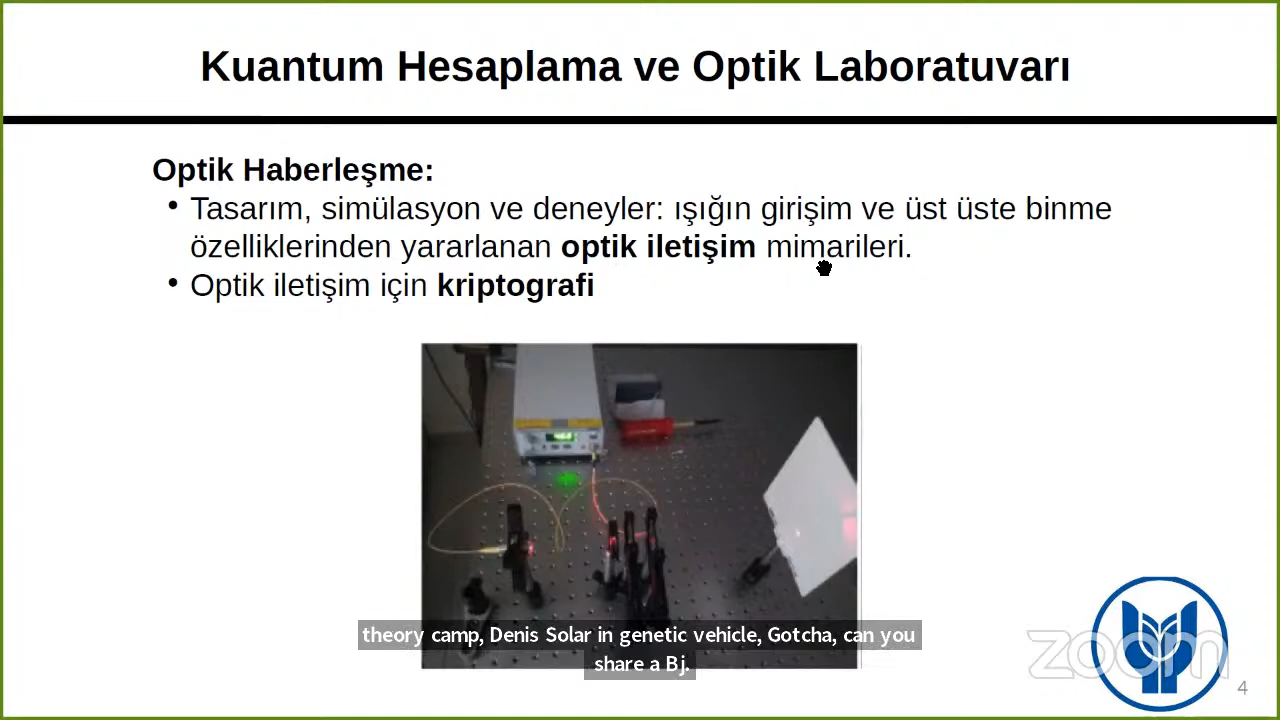 Kuantum Hesaplama ve Optik Laboratuvarı
Optik Haberleşme:
• Tasarım, simülasyon ve deneyler: ışığın girişim ve üst üste binme
özelliklerinden yararlanan optik iletişim mimarileri.
• Optik iletişim için kriptografi
theory camp, Denis Solar in genetic vehicle, Gotcha, can you
share a Bj.
zoom
4